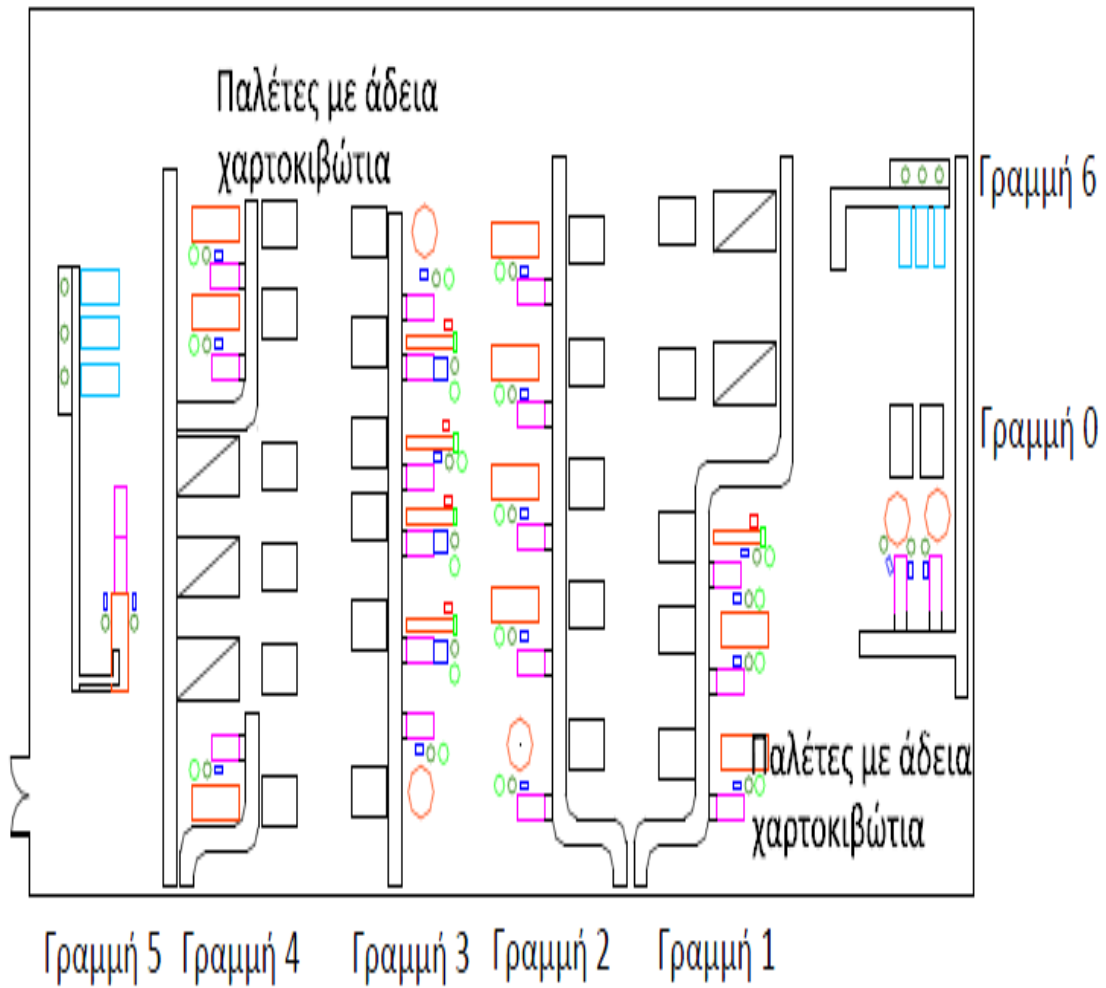 Παλέτες με άδεια
χαρτοκιβώτια
Γραμμή 6
Γραμμή 0
Παλέτες με άδεια
χαρτοκιβώτια
Γραμμή 5
Γραμμή 4
Γραμμή 3
Γραμμή 2
Γραμμή 1